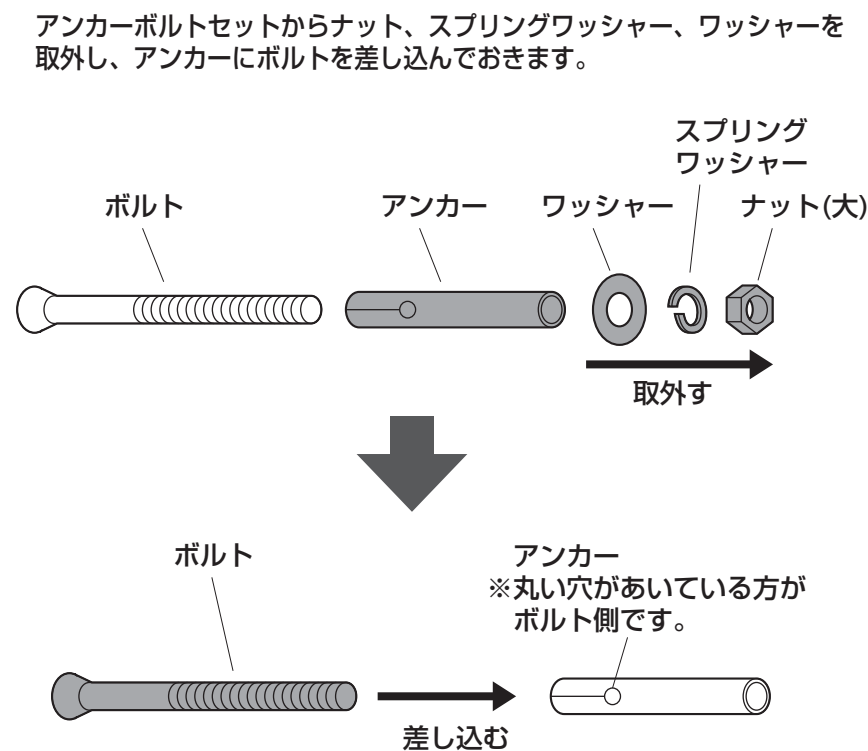 アンカーボルトセットからナット、スプリングワッシャー、ワッシャーを
取外し、アンカーにボルトを差し込んでおきます。
スプリング
ワッシャー
ボルト
アンカー
ワッシャー
ナット(大)
取外す
ボルト
アンカー
※丸い穴があいている方が
ボルト側です。
差し込む